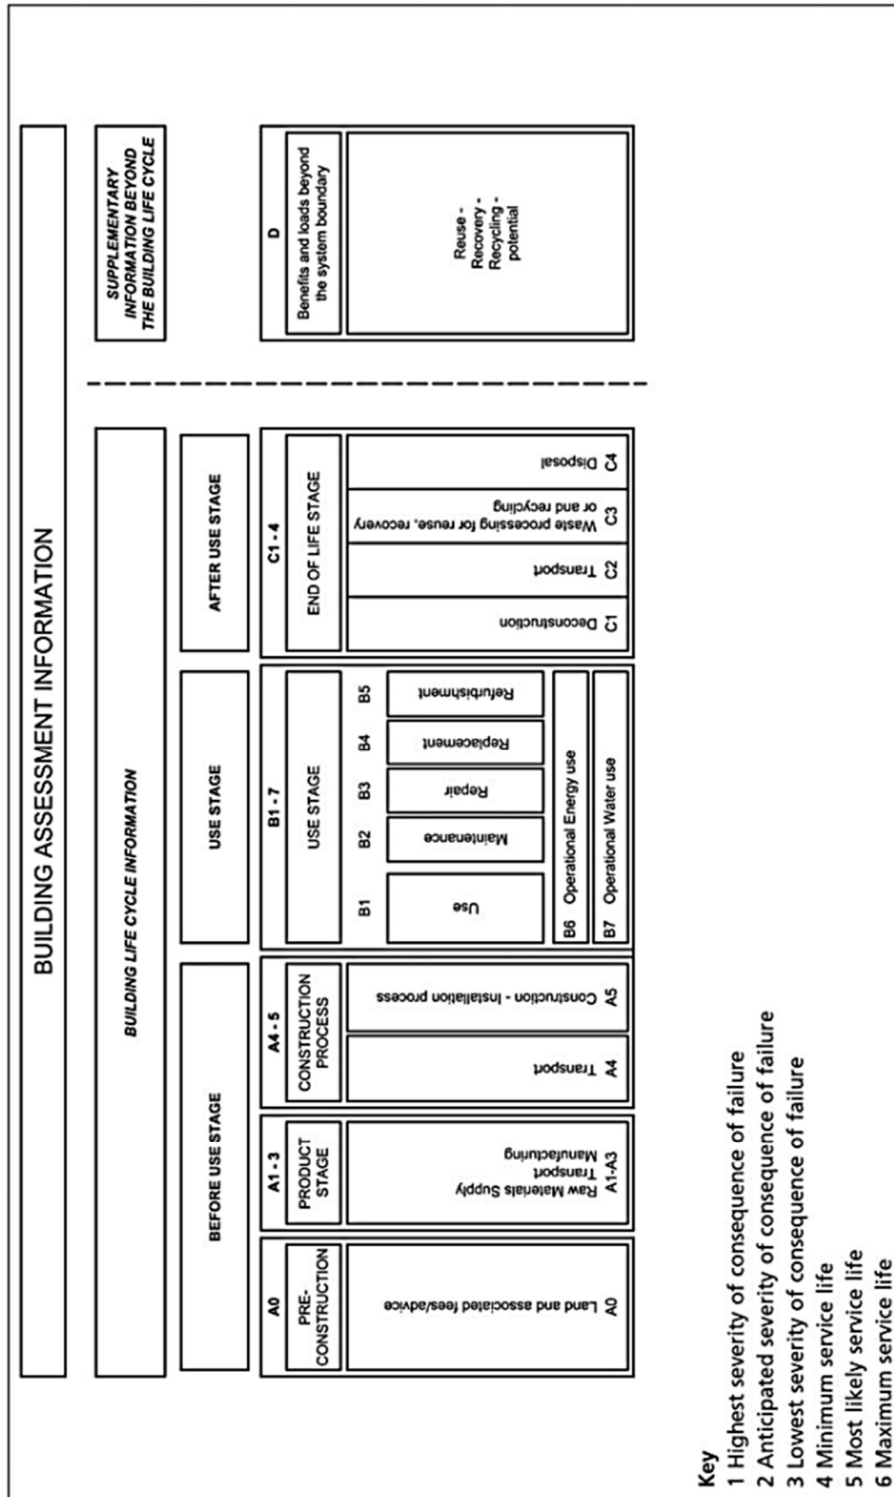 BUILDING ASSESSMENT INFORMATION
BUILDING LIFE CYCLE INFORMATION
SUPPLEMENTARY
INFORMATION BEYOND
THE BUILDING LIFE CYCLE
BEFORE USE STAGE
USE STAGE
AFTER USE STAGE
A0
PRE-
CONSTRUCTION
Land and associated fees/advice
A0
A1 - 3
PRODUCT
STAGE
Raw Materials Supply
Transport
Manufacturing
A1-A3
A4 - 5
CONSTRUCTION
PROCESS
Transport
A4
Construction - Installation process
A5
B1 - 7
USE STAGE
B1
Use
B2
Maintenance
B3
Repair
B4
Replacement
B5
Refurbishment
B6 Operational Energy use
B7 Operational Water use
C1 - 4
END OF LIFE STAGE
Deconstruction
C1
Transport
C2
Waste processing for reuse, recovery
or and recycling
C3
Disposal
C4
D
Benefits and loads beyond
the system boundary
Reuse -
Recovery -
Recycling -
potential
Key
1 Highest severity of consequence of failure
2 Anticipated severity of consequence of failure
3 Lowest severity of consequence of failure
4 Minimum service life
5 Most likely service life
6 Maximum service life